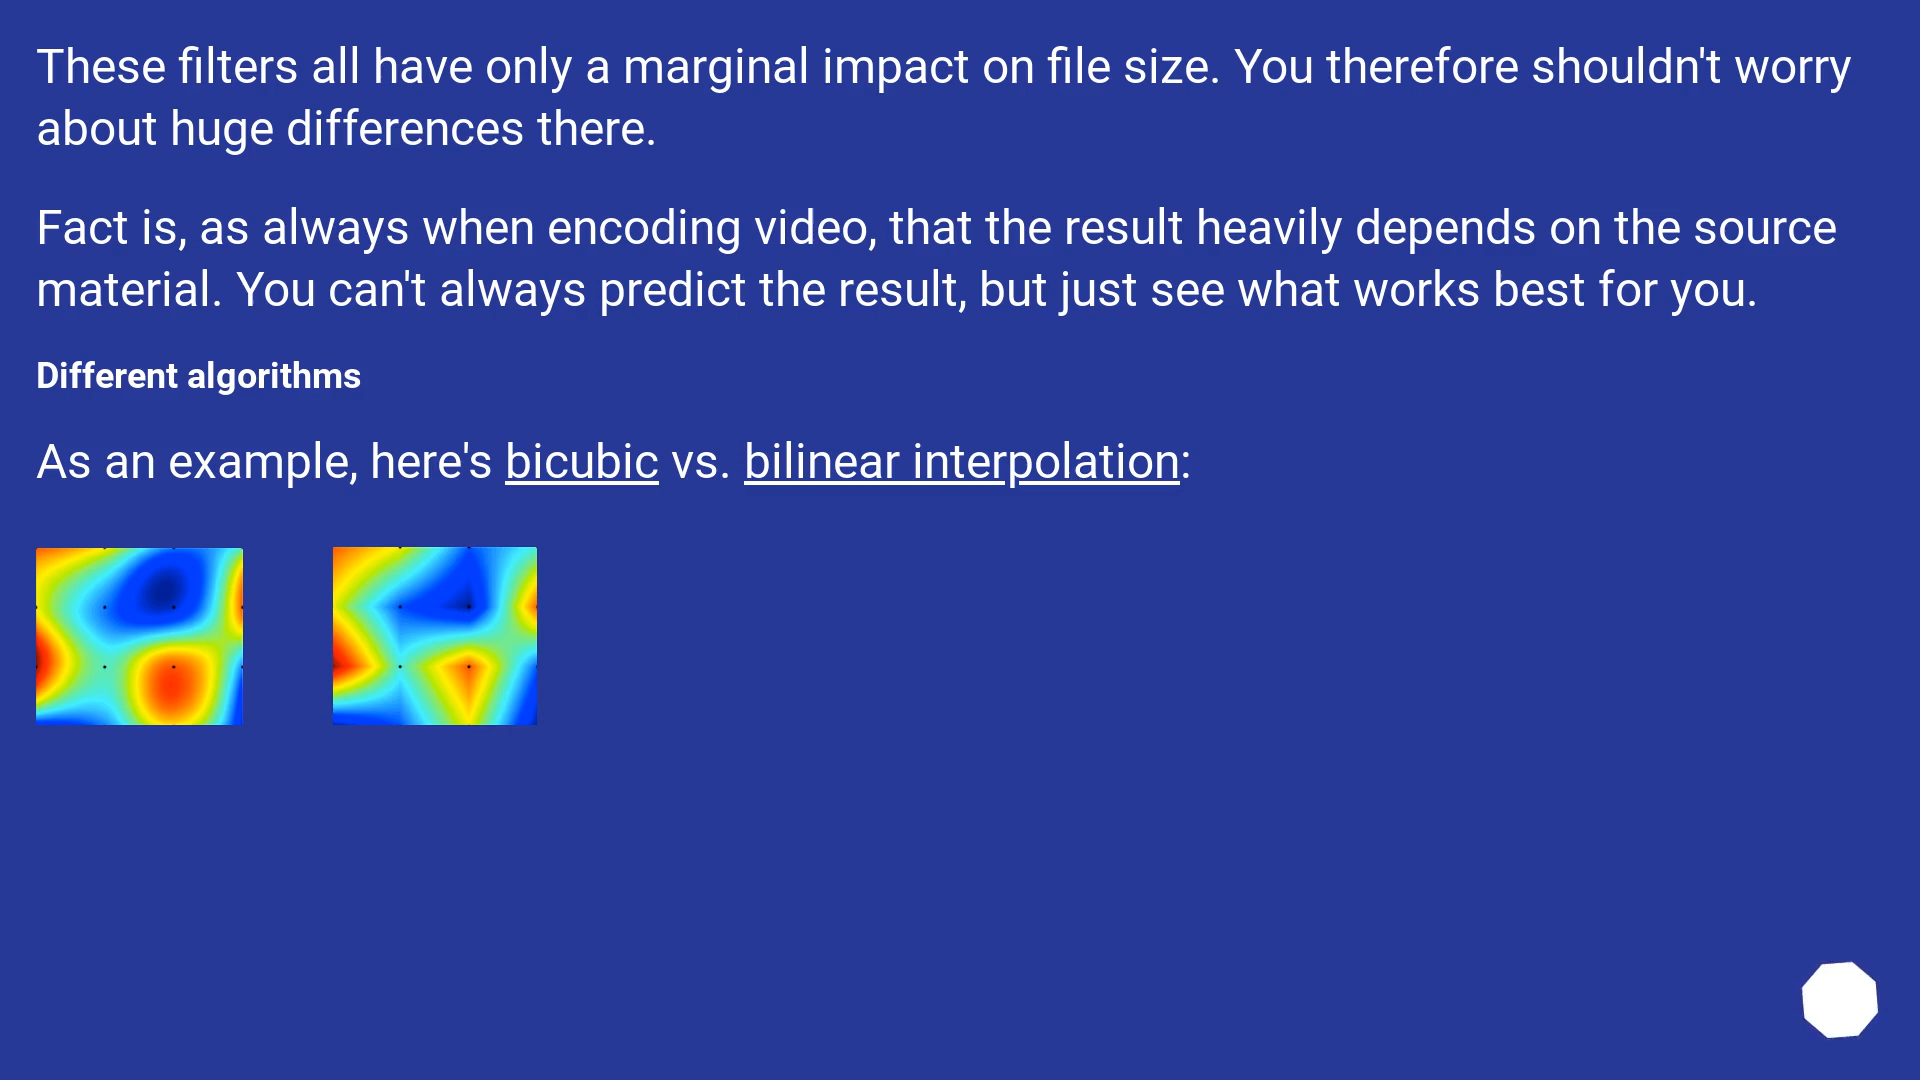 These filters all have only a marginal impact on file size. You therefore shouldn't worry
about huge differences there.
Fact is, as always when encoding video, that the result heavily depends on the source
material. You can't always predict the result, but just see what works best for you.
Different algorithms
As an example, here's bicubic vs. bilinear interpolation: